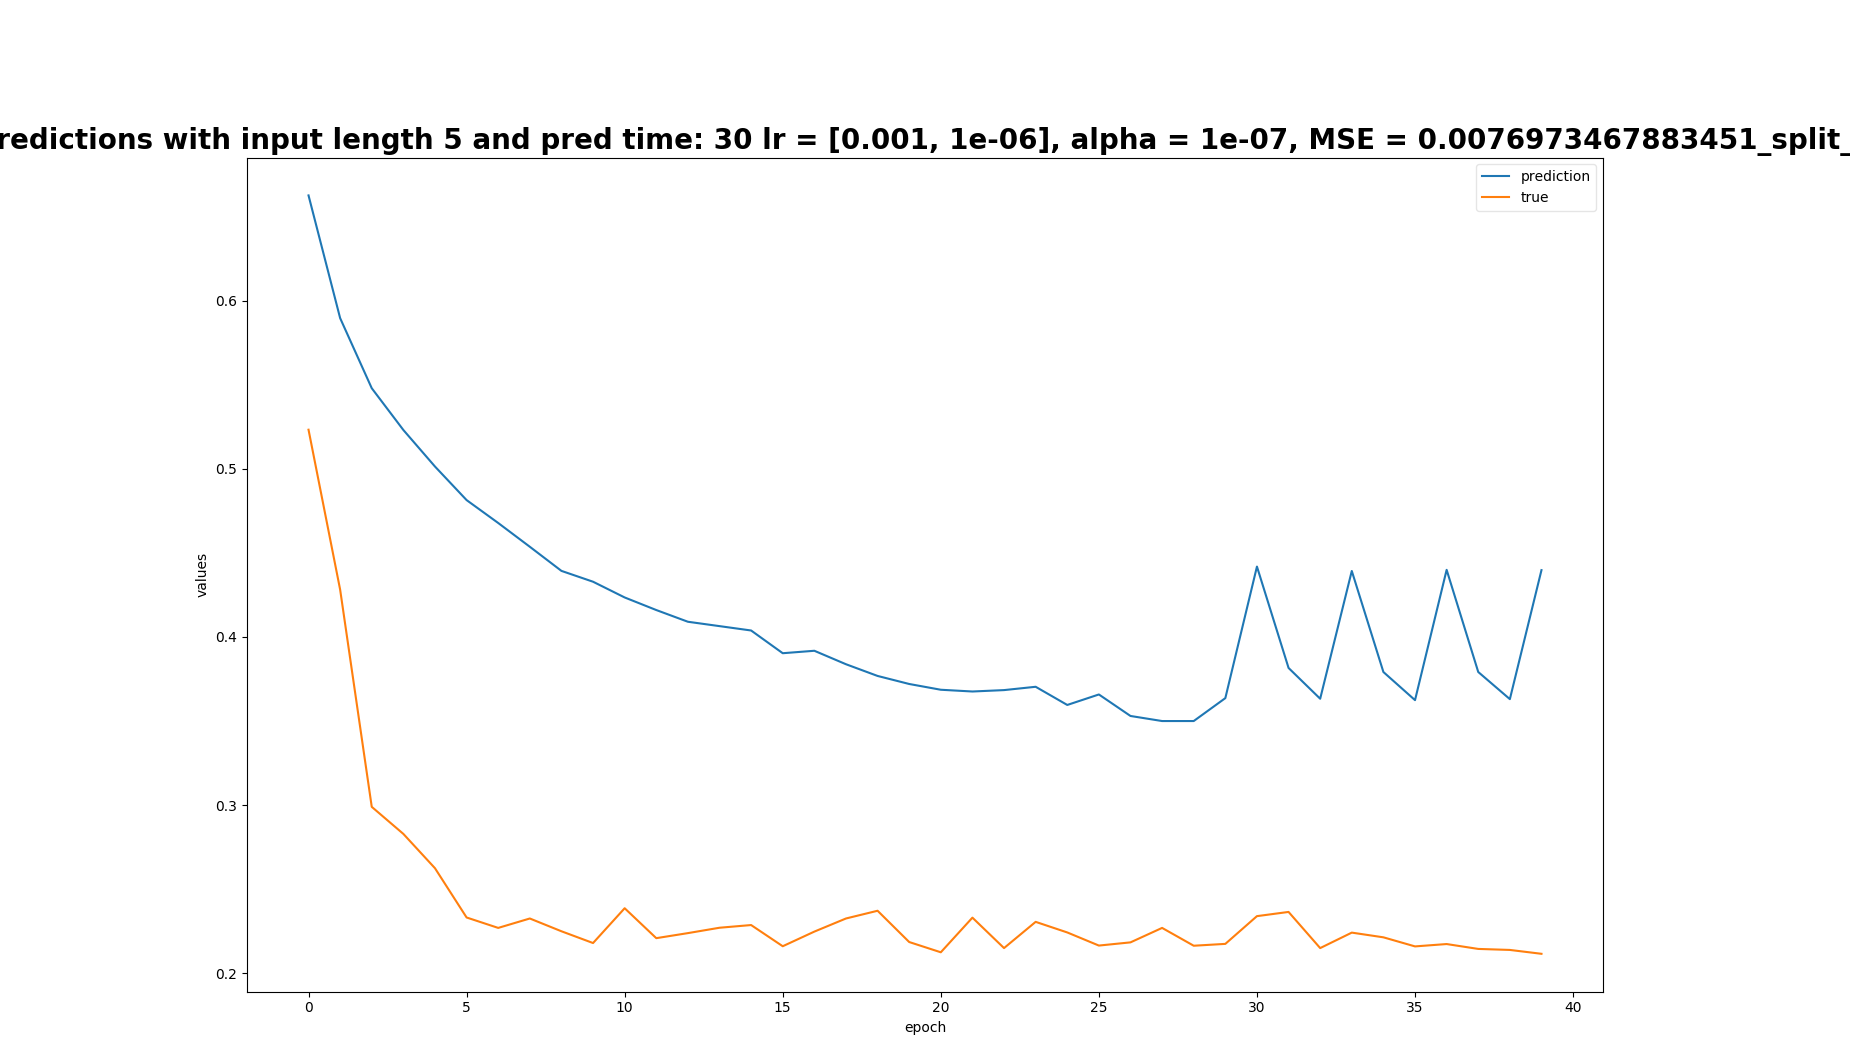 redictions with input length 5 and pred time: 30 lr = [0.001, 1e-06], alpha = 1e-07, MSE = 0.0076973467883451_split_
prediction
true
0.6
0.5
0.4
0.3
0.2
values
0 5 10 15 20 25 30 35 40
epoch